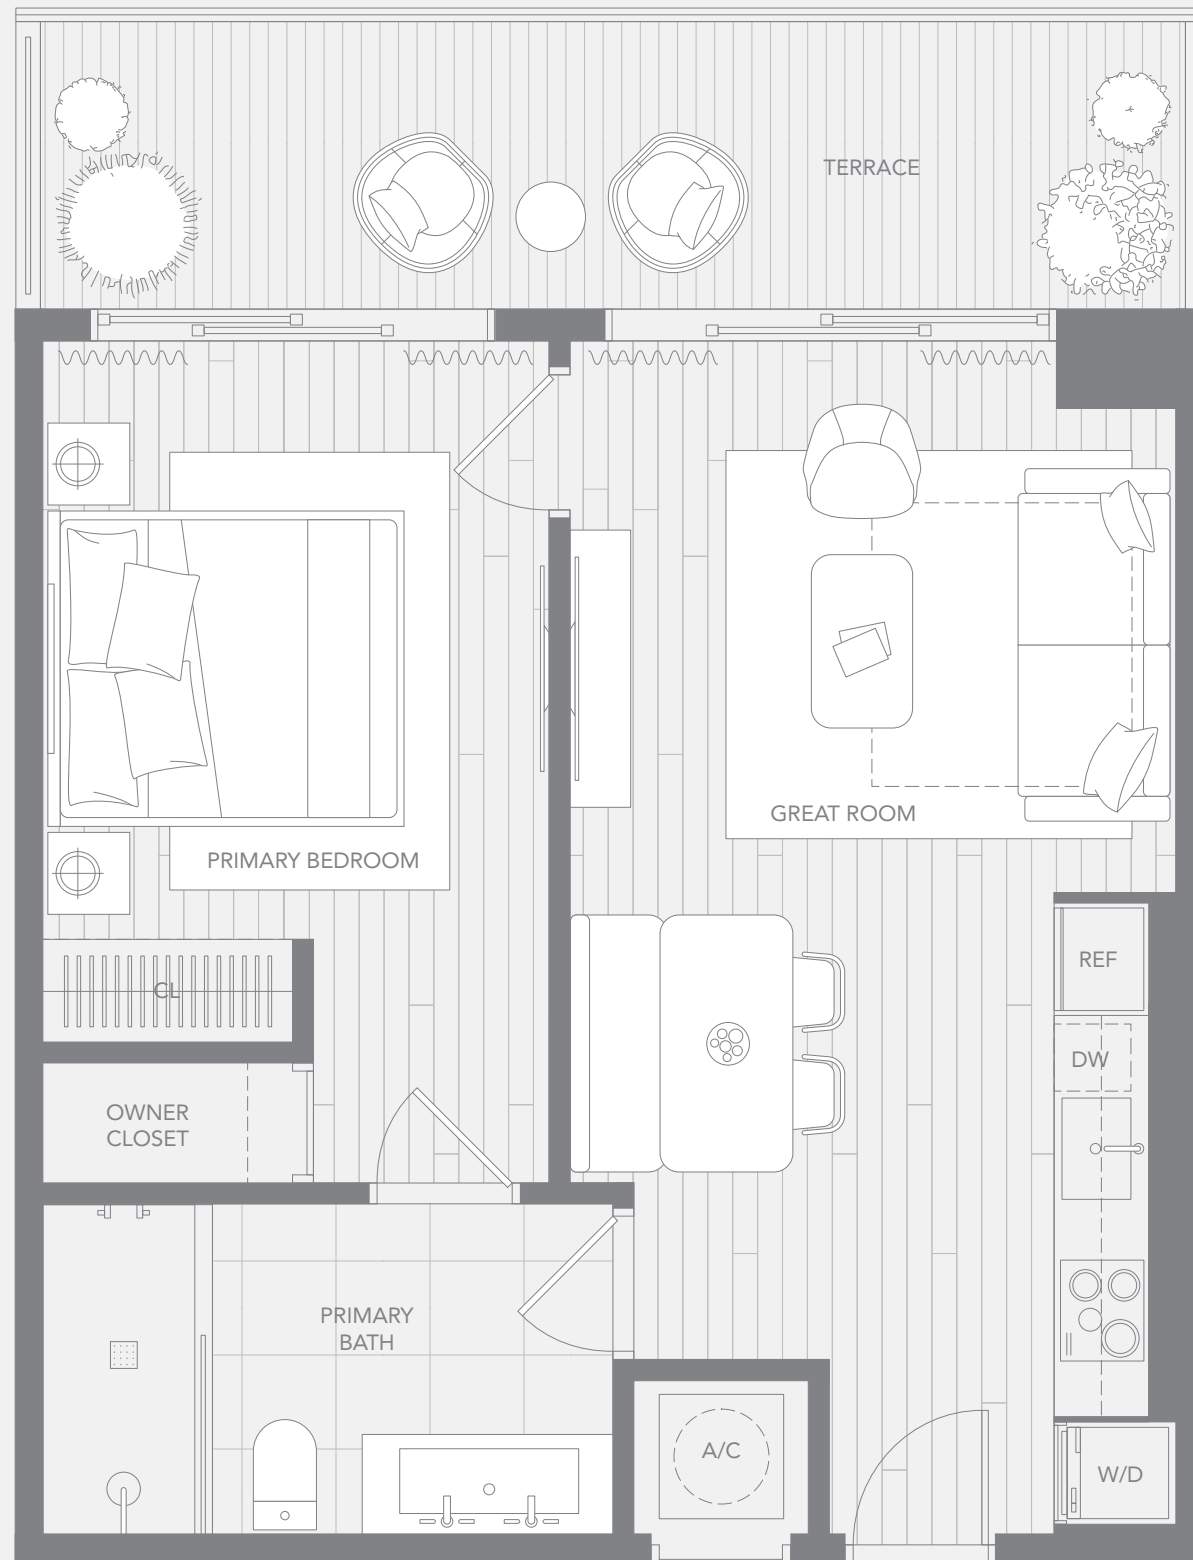 TERRACE
GREAT ROOM
PRIMARY BEDROOM
REF
CL
DW
OWNER
CLOSET
PRIMARY
BATH
A/C
W/D